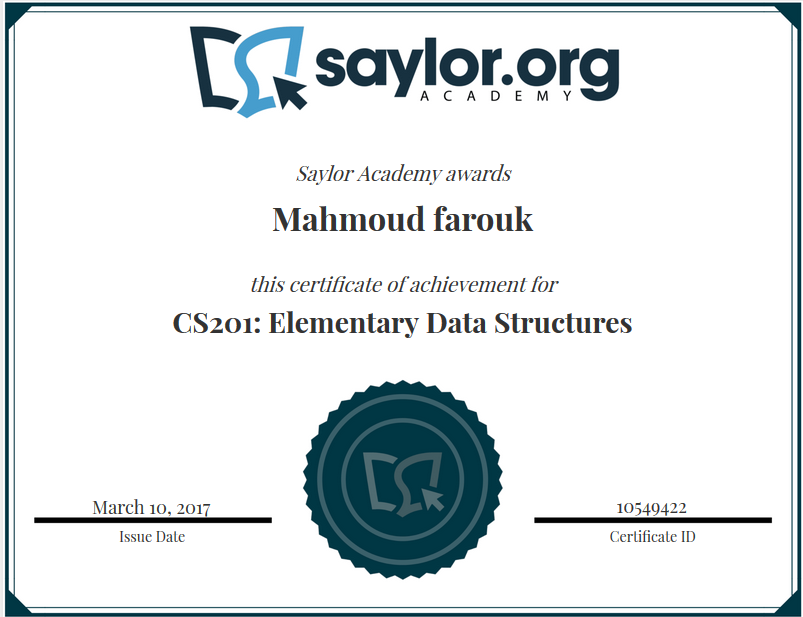 saylor.org
ACADEMY
Saylor Academy awards
Mahmoud farouk
this certificate of achievement for
CS201: Elementary Data Structures
March 10, 2017
Issue Date
10549422
Certificate ID